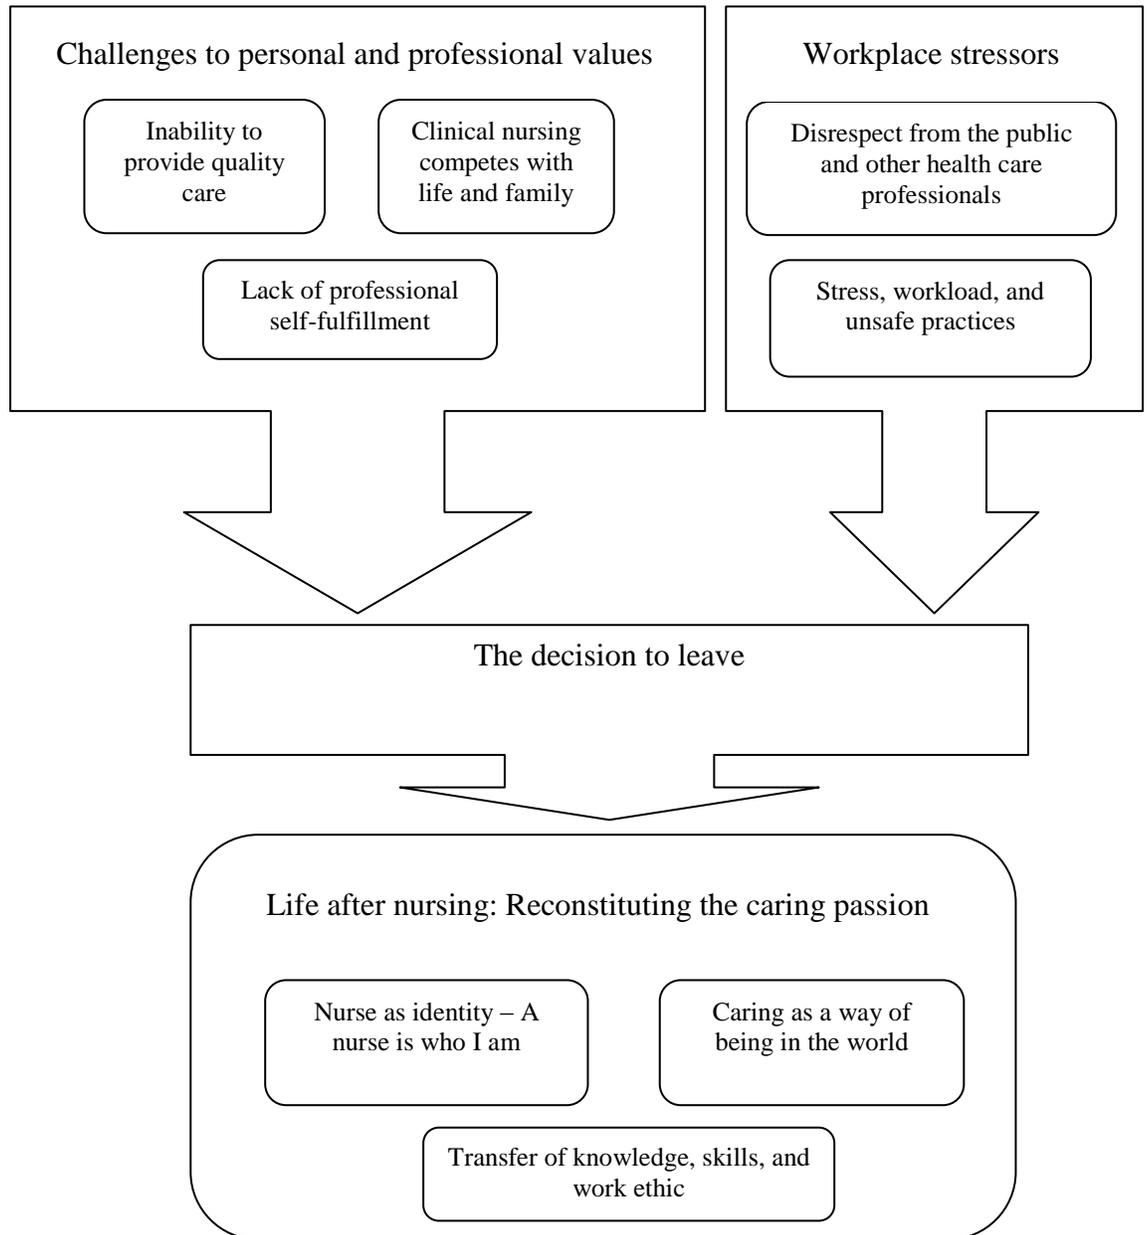 Challenges to personal and professional values
Inability to
provide quality
care
Clinical nursing
competes with
life and family
Lack of professional
self-fulfillment
Workplace stressors
Disrespect from the public
and other health care
professionals
Stress, workload, and
unsafe practices
The decision to leave
Life after nursing: Reconstituting the caring passion
Nurse as identity – A
nurse is who I am
Caring as a way of
being in the world
Transfer of knowledge, skills, and
work ethic